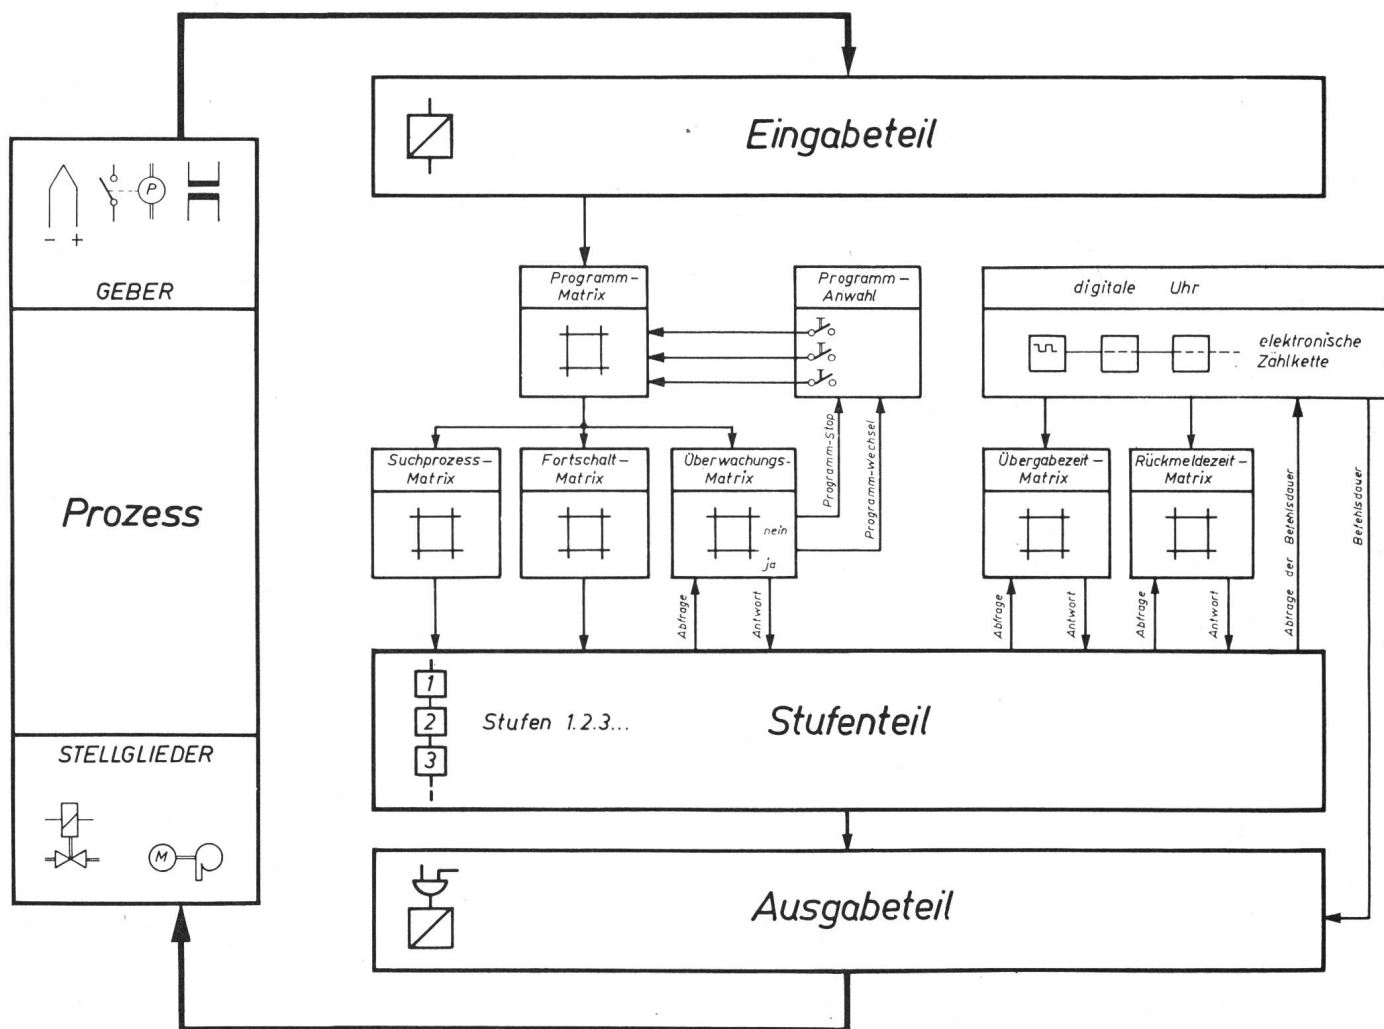 Eingabeteil
P
- +
GEBER
Prozess
STELLGLIEDER
M
Programm-
Matrix
Programm-
Anwahl
digitale Uhr
elektronische
Zählkette
Programm-Stop
Programm-Wechsel
Suchprozess-
Matrix
Fortschalt-
Matrix
Überwachungs-
Matrix
nein
ja
Übergabezeit-
Matrix
Rückmeldezeit-
Matrix
Abfrage
Antwort
Abfrage
Antwort
Abfrage
Antwort
Abfrage der Befehlsdauer
Befehlsdauer
1
2
3
Stufen 1.2.3...
Stufenteil
Ausgabeteil